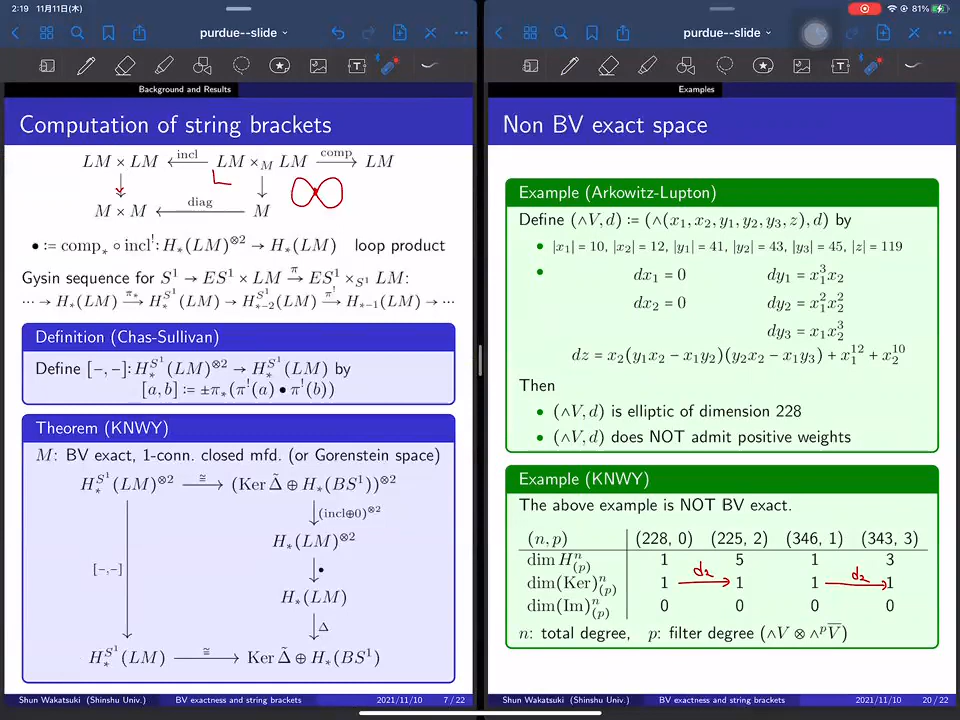 2:19 11月11日(木)
81%
purdue--slide
purdue--slide
Background and Results
Computation of string brackets
LM × LM ←incl— LM ×_M LM —comp→ LM
M × M ←diag— M
• := comp_* ∘ incl^! : H_*(LM)^{⊗2} → H_*(LM) loop product
Gysin sequence for S^1 → ES^1 × LM —π→ ES^1 ×_{S^1} LM:
⋯ → H_*(LM) —π_*→ H_*^{S^1}(LM) → H_{*-2}^{S^1}(LM) —π^!→ H_{*-1}(LM) → ⋯
Definition (Chas-Sullivan)
Define [−,−]: H_*^{S^1}(LM)^{⊗2} → H_*^{S^1}(LM) by
[a, b] := ±π_*(π^!(a) • π^!(b))
Theorem (KNWY)
M: BV exact, 1-conn. closed mfd. (or Gorenstein space)
H_*^{S^1}(LM)^{⊗2} —≅→ (Ker Δ̃ ⊕ H_*(BS^1))^{⊗2}
(incl⊕0)^{⊗2}
H_*(LM)^{⊗2}
[−,−] •
H_*(LM)
Δ
H_*^{S^1}(LM) —≅→ Ker Δ̃ ⊕ H_*(BS^1)
Shun Wakatsuki (Shinshu Univ.) BV exactness and string brackets 2021/11/10 7 / 22
Examples
Non BV exact space
Example (Arkowitz-Lupton)
Define (∧V, d) := (∧(x_1, x_2, y_1, y_2, y_3, z), d) by
• |x_1| = 10, |x_2| = 12, |y_1| = 41, |y_2| = 43, |y_3| = 45, |z| = 119
• dx_1 = 0 dy_1 = x_1^3 x_2
dx_2 = 0 dy_2 = x_1^2 x_2^2
dy_3 = x_1 x_2^3
dz = x_2(y_1 x_2 − x_1 y_2)(y_2 x_2 − x_1 y_3) + x_1^{12} + x_2^{10}
Then
• (∧V, d) is elliptic of dimension 228
• (∧V, d) does NOT admit positive weights
Example (KNWY)
The above example is NOT BV exact.
(n, p) (228, 0) (225, 2) (346, 1) (343, 3)
dim H^n_{(p)} 1 5 1 3
d_2 d_2
dim(Ker)^n_{(p)} 1 1 1 1
dim(Im)^n_{(p)} 0 0 0 0
n: total degree, p: filter degree (∧V ⊗ ∧^p V̅)
Shun Wakatsuki (Shinshu Univ.) BV exactness and string brackets 2021/11/10 20 / 22